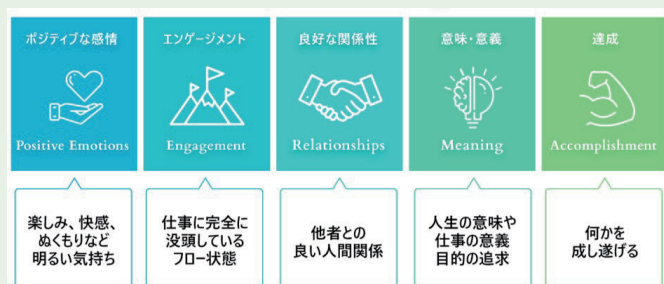 ポジティブな感情
エンゲージメント
良好な関係性
意味・意義
達成
Positive Emotions
Engagement
Relationships
Meaning
Accomplishment
楽しみ、快感、
ぬくもりなど
明るい気持ち
仕事に完全に
没頭している
フロー状態
他者との
良い人間関係
人生の意味や
仕事の意義
目的の追求
何かを
成し遂げる